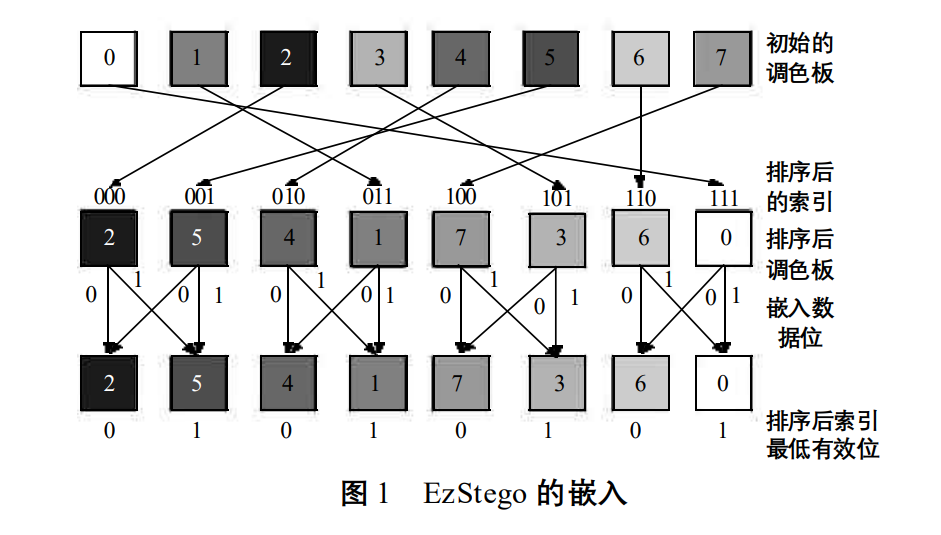 0 1 2 3 4 5 6 7
初始的
调色板
000 001 010 011 100 101 110 111
排序后
的索引
2 5 4 1 7 3 6 0
排序后
调色板
0 1 0 1 0 1 0 1 0 1 0 1 0 1 0 1
嵌入数
据位
2 5 4 1 7 3 6 0
0 1 0 1 0 1 0 1
排序后索引
最低有效位
图 1 EzStego 的嵌入